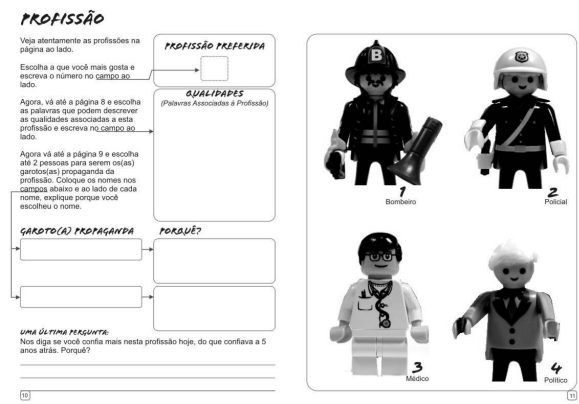 PROFISSÃO
Veja atentamente as profissões na
página ao lado.
Escolha a que você mais gosta e
escreva o número no campo ao
lado.
Agora, vá até a página 8 e escolha
as palavras que podem descrever
as qualidades associadas a esta
profissão e escreva no campo ao
lado.
Agora vá até a página 9 e escolha
até 2 pessoas para serem os(as)
garotos(as) propaganda da
profissão. Coloque os nomes nos
campos abaixo e ao lado de cada
nome, explique porque você
escolheu o nome.
PROFISSÃO PREFERIDA
QUALIDADES
(Palavras Associadas à Profissão)
GAROTO(A) PROPAGANDA
PORQUÊ?
UMA ÚLTIMA PERGUNTA:
Nos diga se você confia mais nesta profissão hoje, do que confiava a 5
anos atrás. Porquê?
10
B
1
Bombeiro
2
Policial
3
Médico
4
Político
11